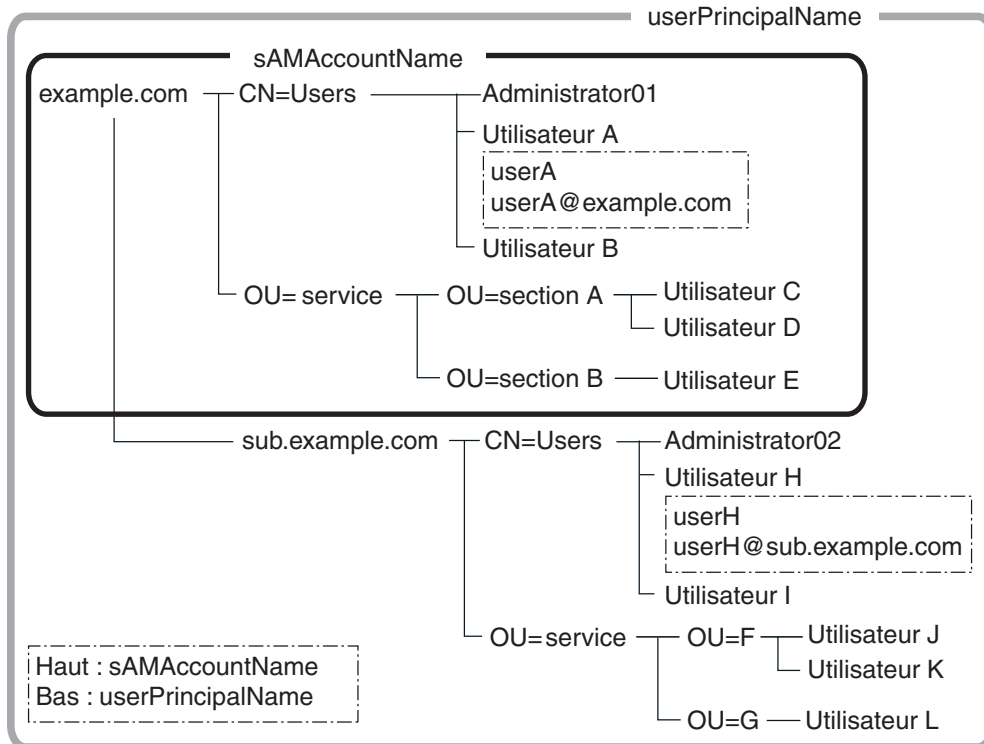 userPrincipalName
sAMAccountName
example.com
CN=Users
Administrator01
Utilisateur A
userA
userA@example.com
Utilisateur B
OU= service
OU=section A
Utilisateur C
Utilisateur D
OU=section B
Utilisateur E
sub.example.com
CN=Users
Administrator02
Utilisateur H
userH
userH@sub.example.com
Utilisateur I
OU=service
OU=F
Utilisateur J
Utilisateur K
OU=G
Utilisateur L
Haut : sAMAccountName
Bas : userPrincipalName